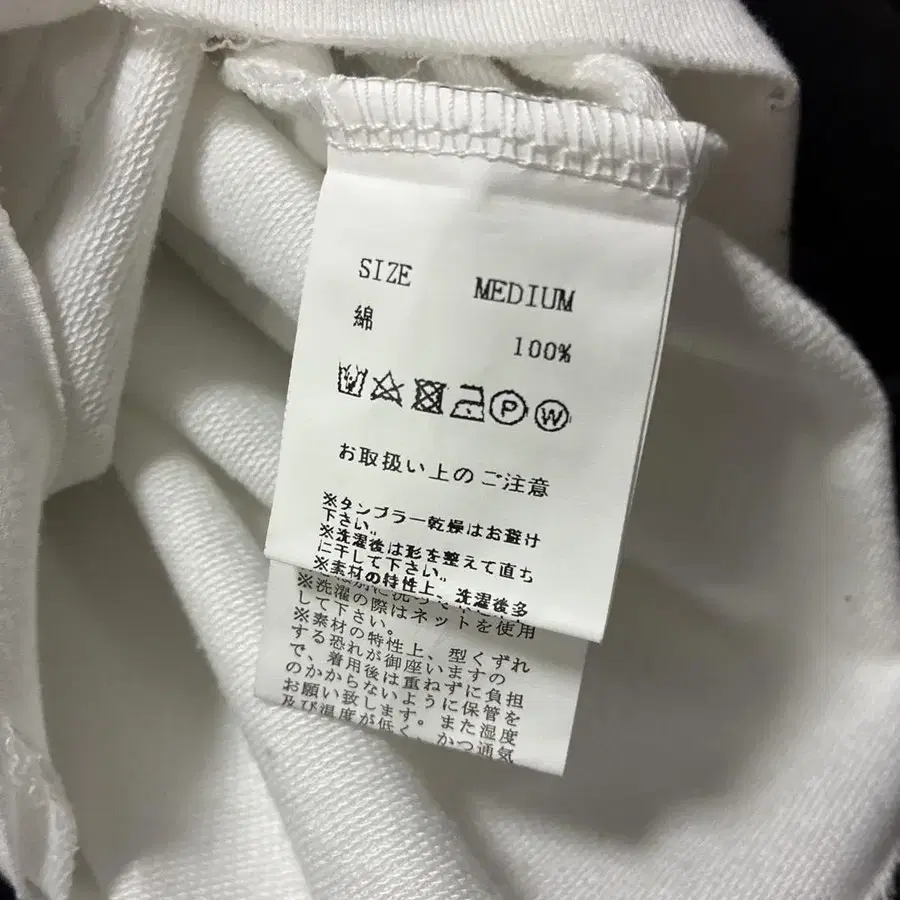 SIZE MEDIUM
綿 100%
P W
お取扱い上のご注意
※タンブラー乾燥はお避け
下さい。
※洗濯後は形を整えて直ち
に干して下さい。
※素材の特性上、洗濯後多
※洗濯の際はネットを使用
して下さい。
※素材の特性上、型くずれ
する恐れが御座いますの
で、着用後は重ねずに負担
のかからないように保管を
お願い致します。また湿度
及び温度が低く、かつ通気